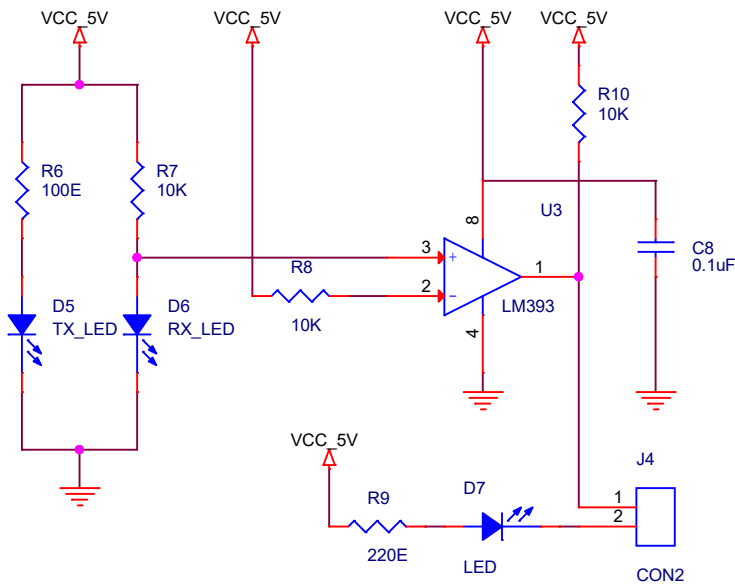 VCC_5V
VCC_5V
VCC_5V
VCC_5V
R6
100E
R7
10K
R10
10K
8
U3
3
+
1
R8
10K
2
-
LM393
4
C8
0.1uF
D5
TX_LED
D6
RX_LED
VCC_5V
R9
220E
D7
LED
J4
1
2
CON2